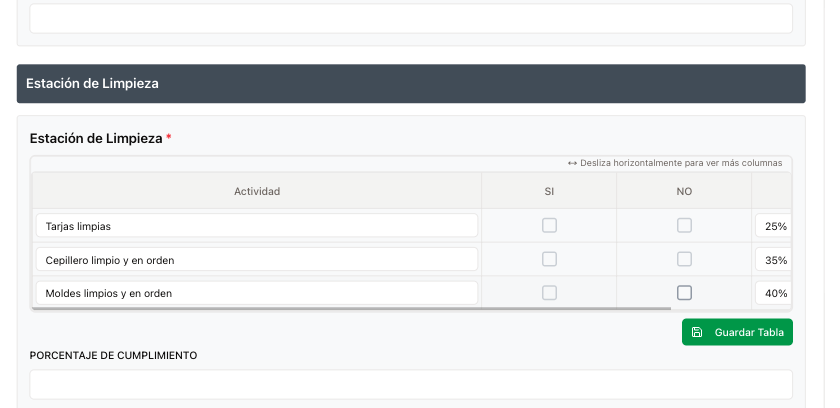 Estación de Limpieza
Estación de Limpieza *
↔ Desliza horizontalmente para ver más columnas
Actividad SI NO
Tarjas limpias 25%
Cepillero limpio y en orden 35%
Moldes limpios y en orden 40%
Guardar Tabla
PORCENTAJE DE CUMPLIMIENTO